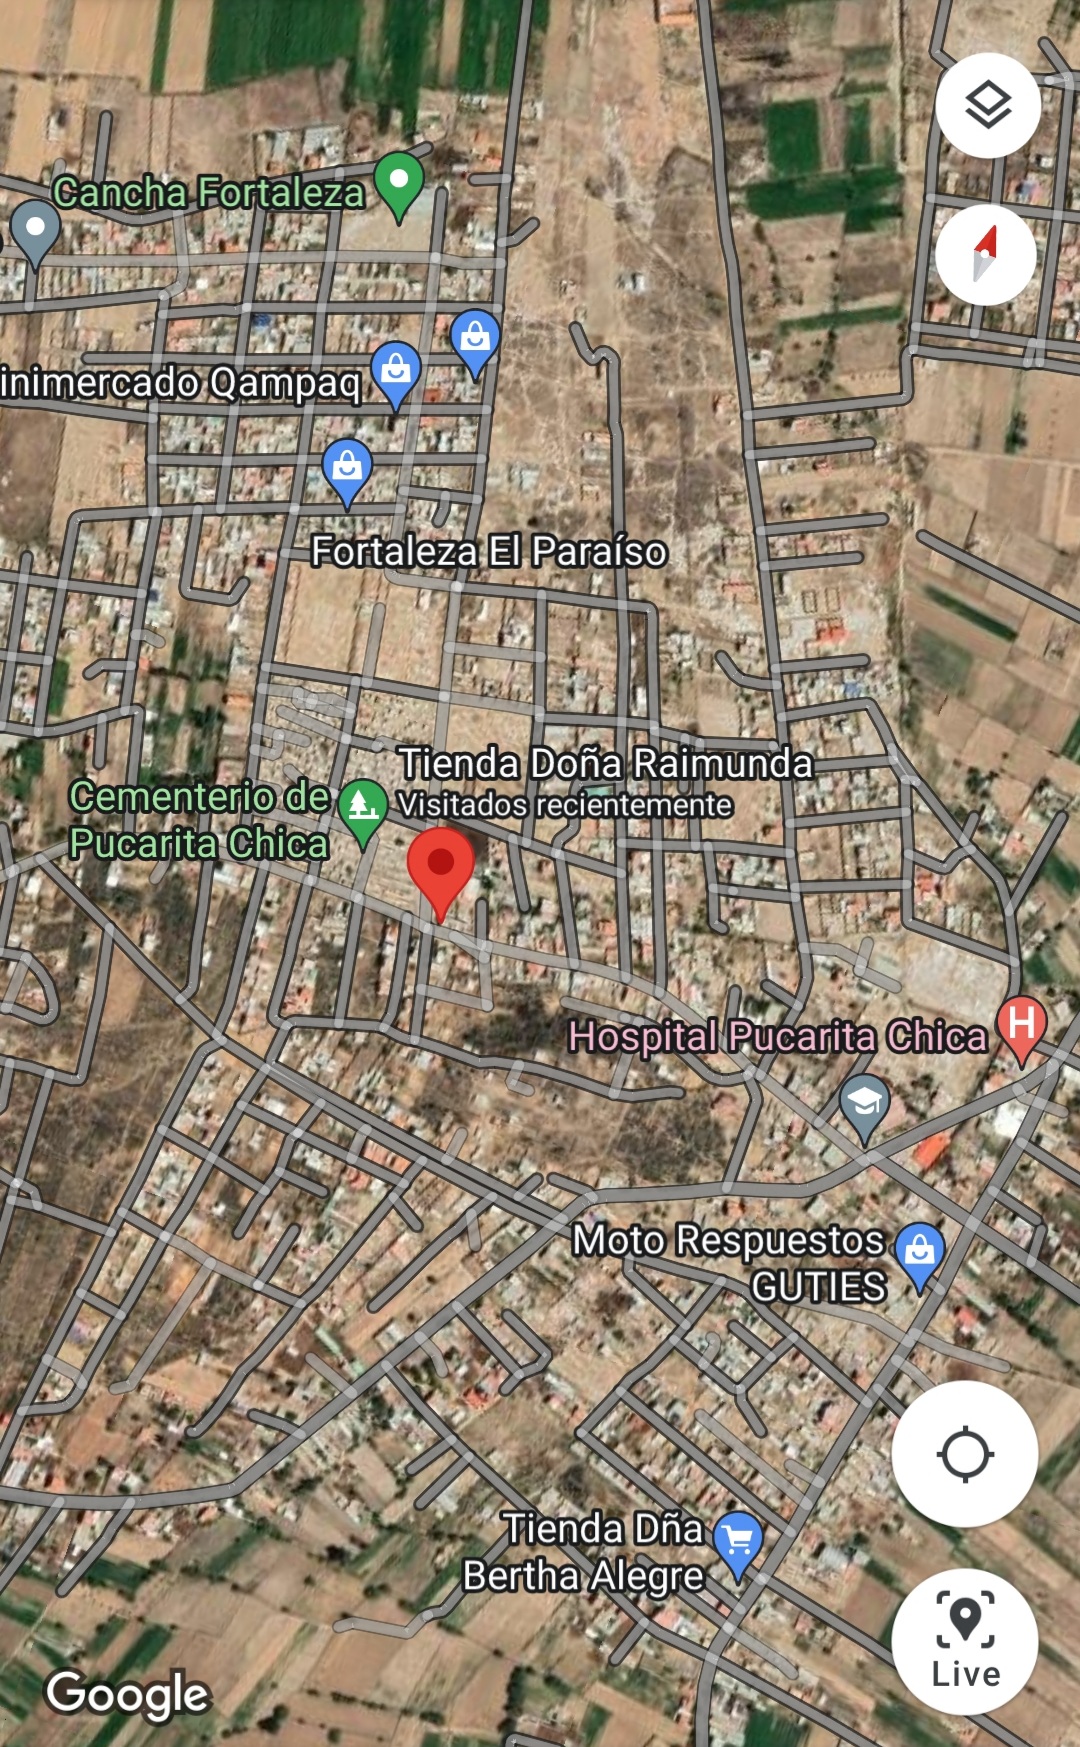 Cancha Fortaleza
inimercado Qampaq
Fortaleza El Paraíso
Tienda Doña Raimunda
Visitados recientemente
Cementerio de
Pucarita Chica
Hospital Pucarita Chica
H
Moto Respuestos
GUTIES
Tienda Dña
Bertha Alegre
Live
Google